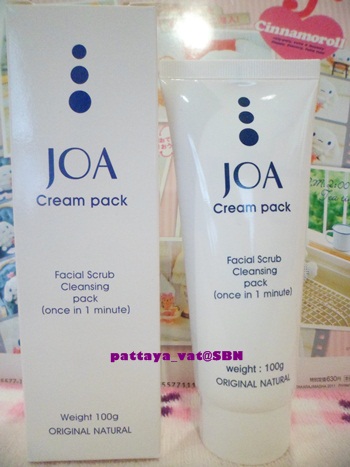 Cinnamoroll
JOA
Cream pack
Facial Scrub
Cleansing
pack
(once in 1 minute)
Weight 100g
ORIGINAL NATURAL
JOA
Cream pack
Facial Scrub
Cleansing
pack
(once in 1 minute)
weight : 100g
ORIGINAL NATURAL
pattaya_vat@SBN